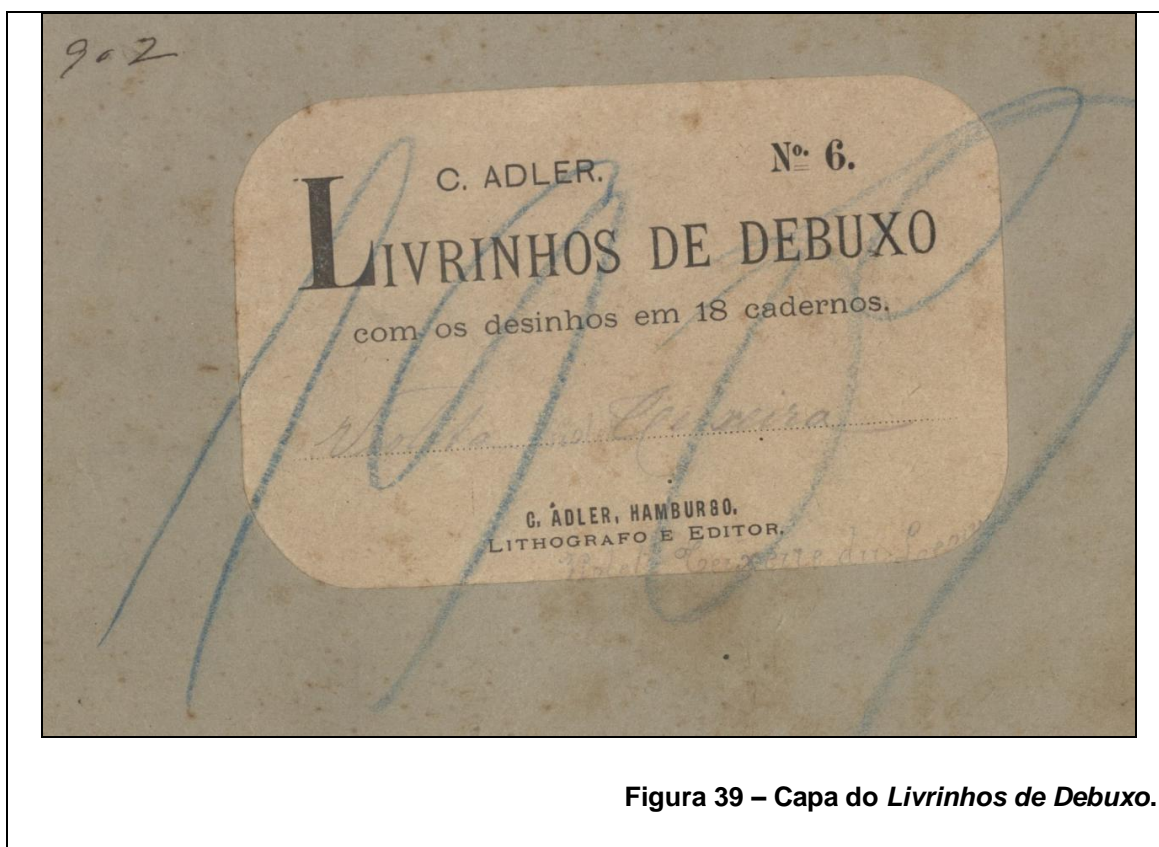 902
C. ADLER.
Nº 6.
LIVRINHOS DE DEBUXO
com os desinhos em 18 cadernos.
C. ADLER, HAMBURGO.
LITHOGRAFO E EDITOR.
Figura 39 – Capa do Livrinhos de Debuxo.